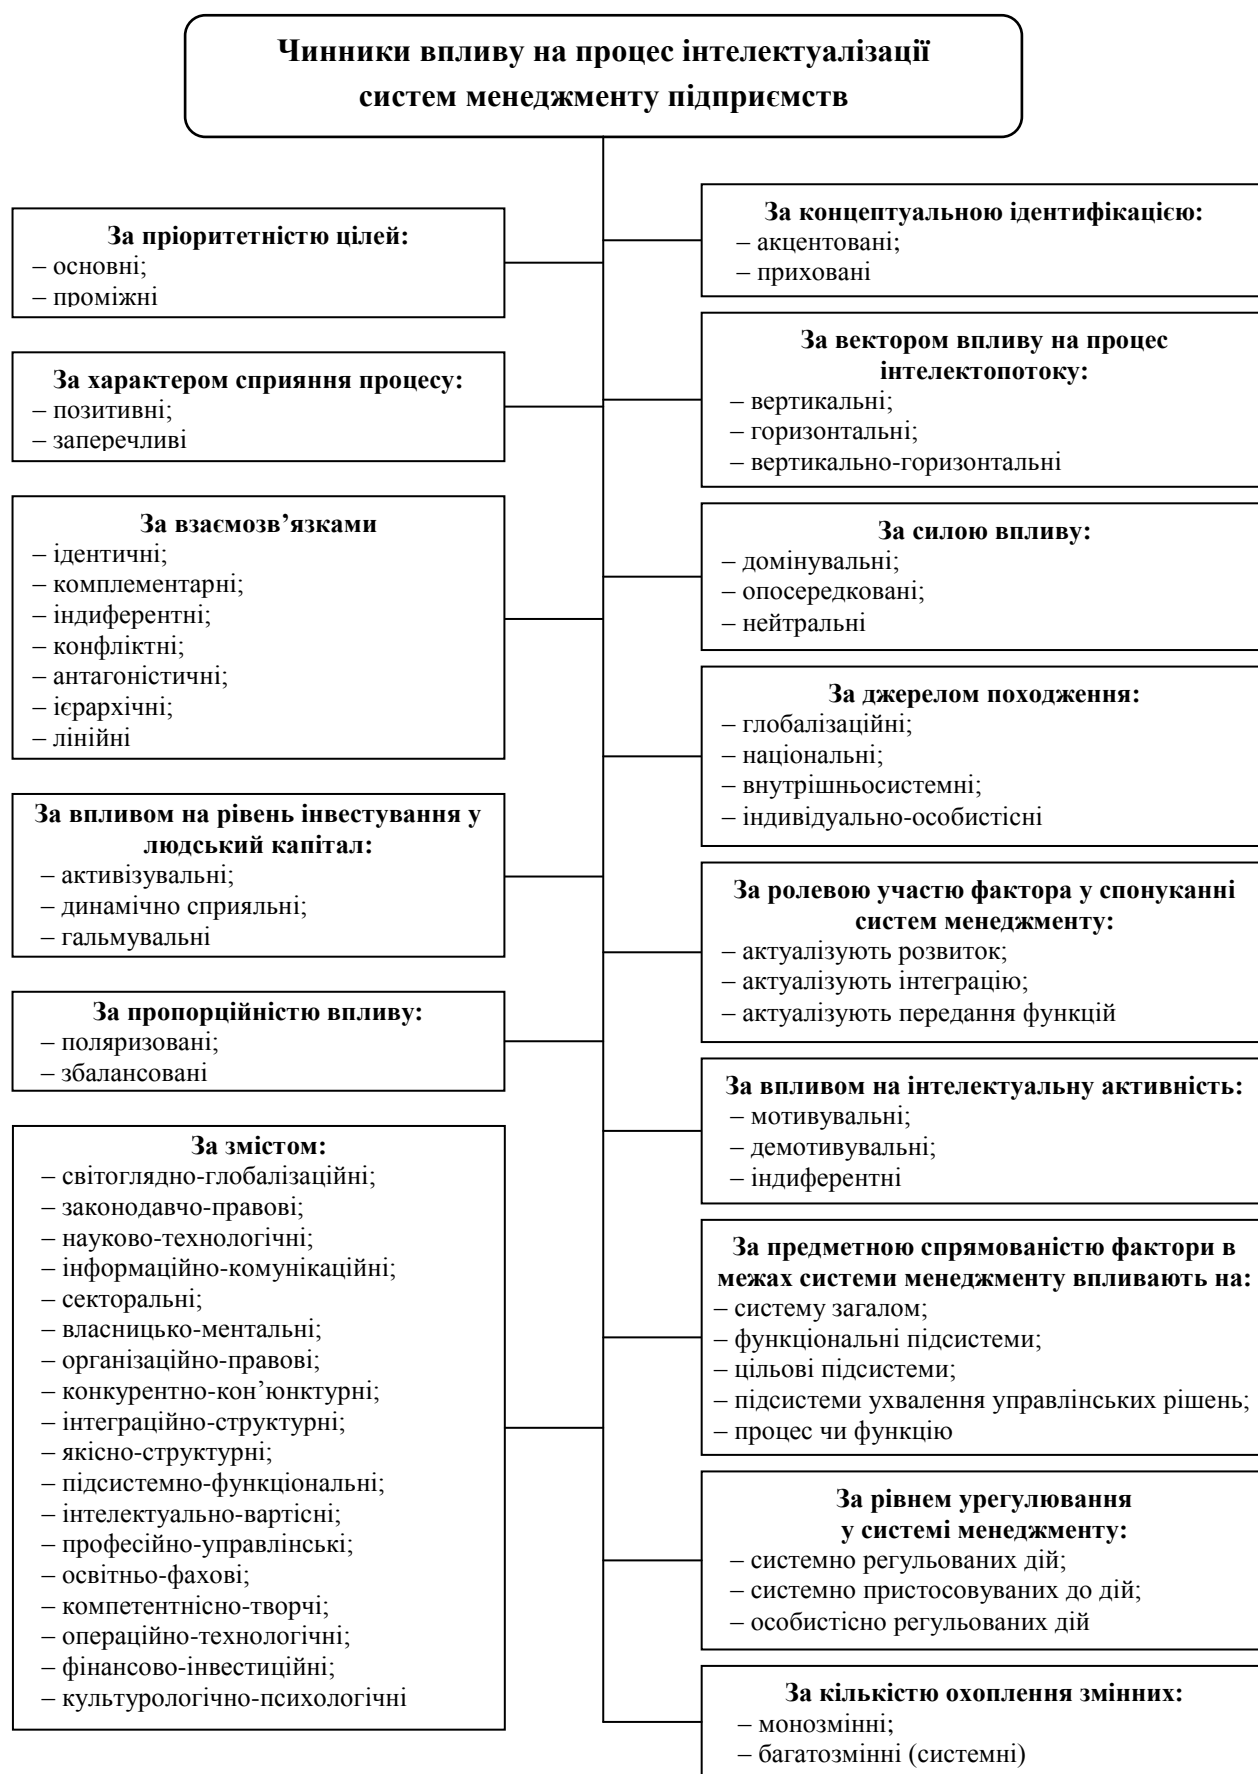 Чинники впливу на процес інтелектуалізації
систем менеджменту підприємств
За пріоритетністю цілей:
– основні;
– проміжні
За характером сприяння процесу:
– позитивні;
– заперечливі
За взаємозв’язками
– ідентичні;
– комплементарні;
– індиферентні;
– конфліктні;
– антагоністичні;
– ієрархічні;
– лінійні
За впливом на рівень інвестування у
людський капітал:
– активізувальні;
– динамічно сприяльні;
– гальмувальні
За пропорційністю впливу:
– поляризовані;
– збалансовані
За змістом:
– світоглядно-глобалізаційні;
– законодавчо-правові;
– науково-технологічні;
– інформаційно-комунікаційні;
– секторальні;
– власницько-ментальні;
– організаційно-правові;
– конкурентно-кон’юнктурні;
– інтеграційно-структурні;
– якісно-структурні;
– підсистемно-функціональні;
– інтелектуально-вартісні;
– професійно-управлінські;
– освітньо-фахові;
– компетентнісно-творчі;
– операційно-технологічні;
– фінансово-інвестиційні;
– культурологічно-психологічні
За концептуальною ідентифікацією:
– акцентовані;
– приховані
За вектором впливу на процес
інтелектопотоку:
– вертикальні;
– горизонтальні;
– вертикально-горизонтальні
За силою впливу:
– домінувальні;
– опосередковані;
– нейтральні
За джерелом походження:
– глобалізаційні;
– національні;
– внутрішньосистемні;
– індивідуально-особистісні
За ролевою участю фактора у спонуканні
систем менеджменту:
– актуалізують розвиток;
– актуалізують інтеграцію;
– актуалізують передання функцій
За впливом на інтелектуальну активність:
– мотивувальні;
– демотивувальні;
– індиферентні
За предметною спрямованістю фактори в
межах системи менеджменту впливають на:
– систему загалом;
– функціональні підсистеми;
– цільові підсистеми;
– підсистеми ухвалення управлінських рішень;
– процес чи функцію
За рівнем урегулювання
у системі менеджменту:
– системно регульованих дій;
– системно пристосовуваних до дій;
– особистісно регульованих дій
За кількістю охоплення змінних:
– монозмінні;
– багатозмінні (системні)